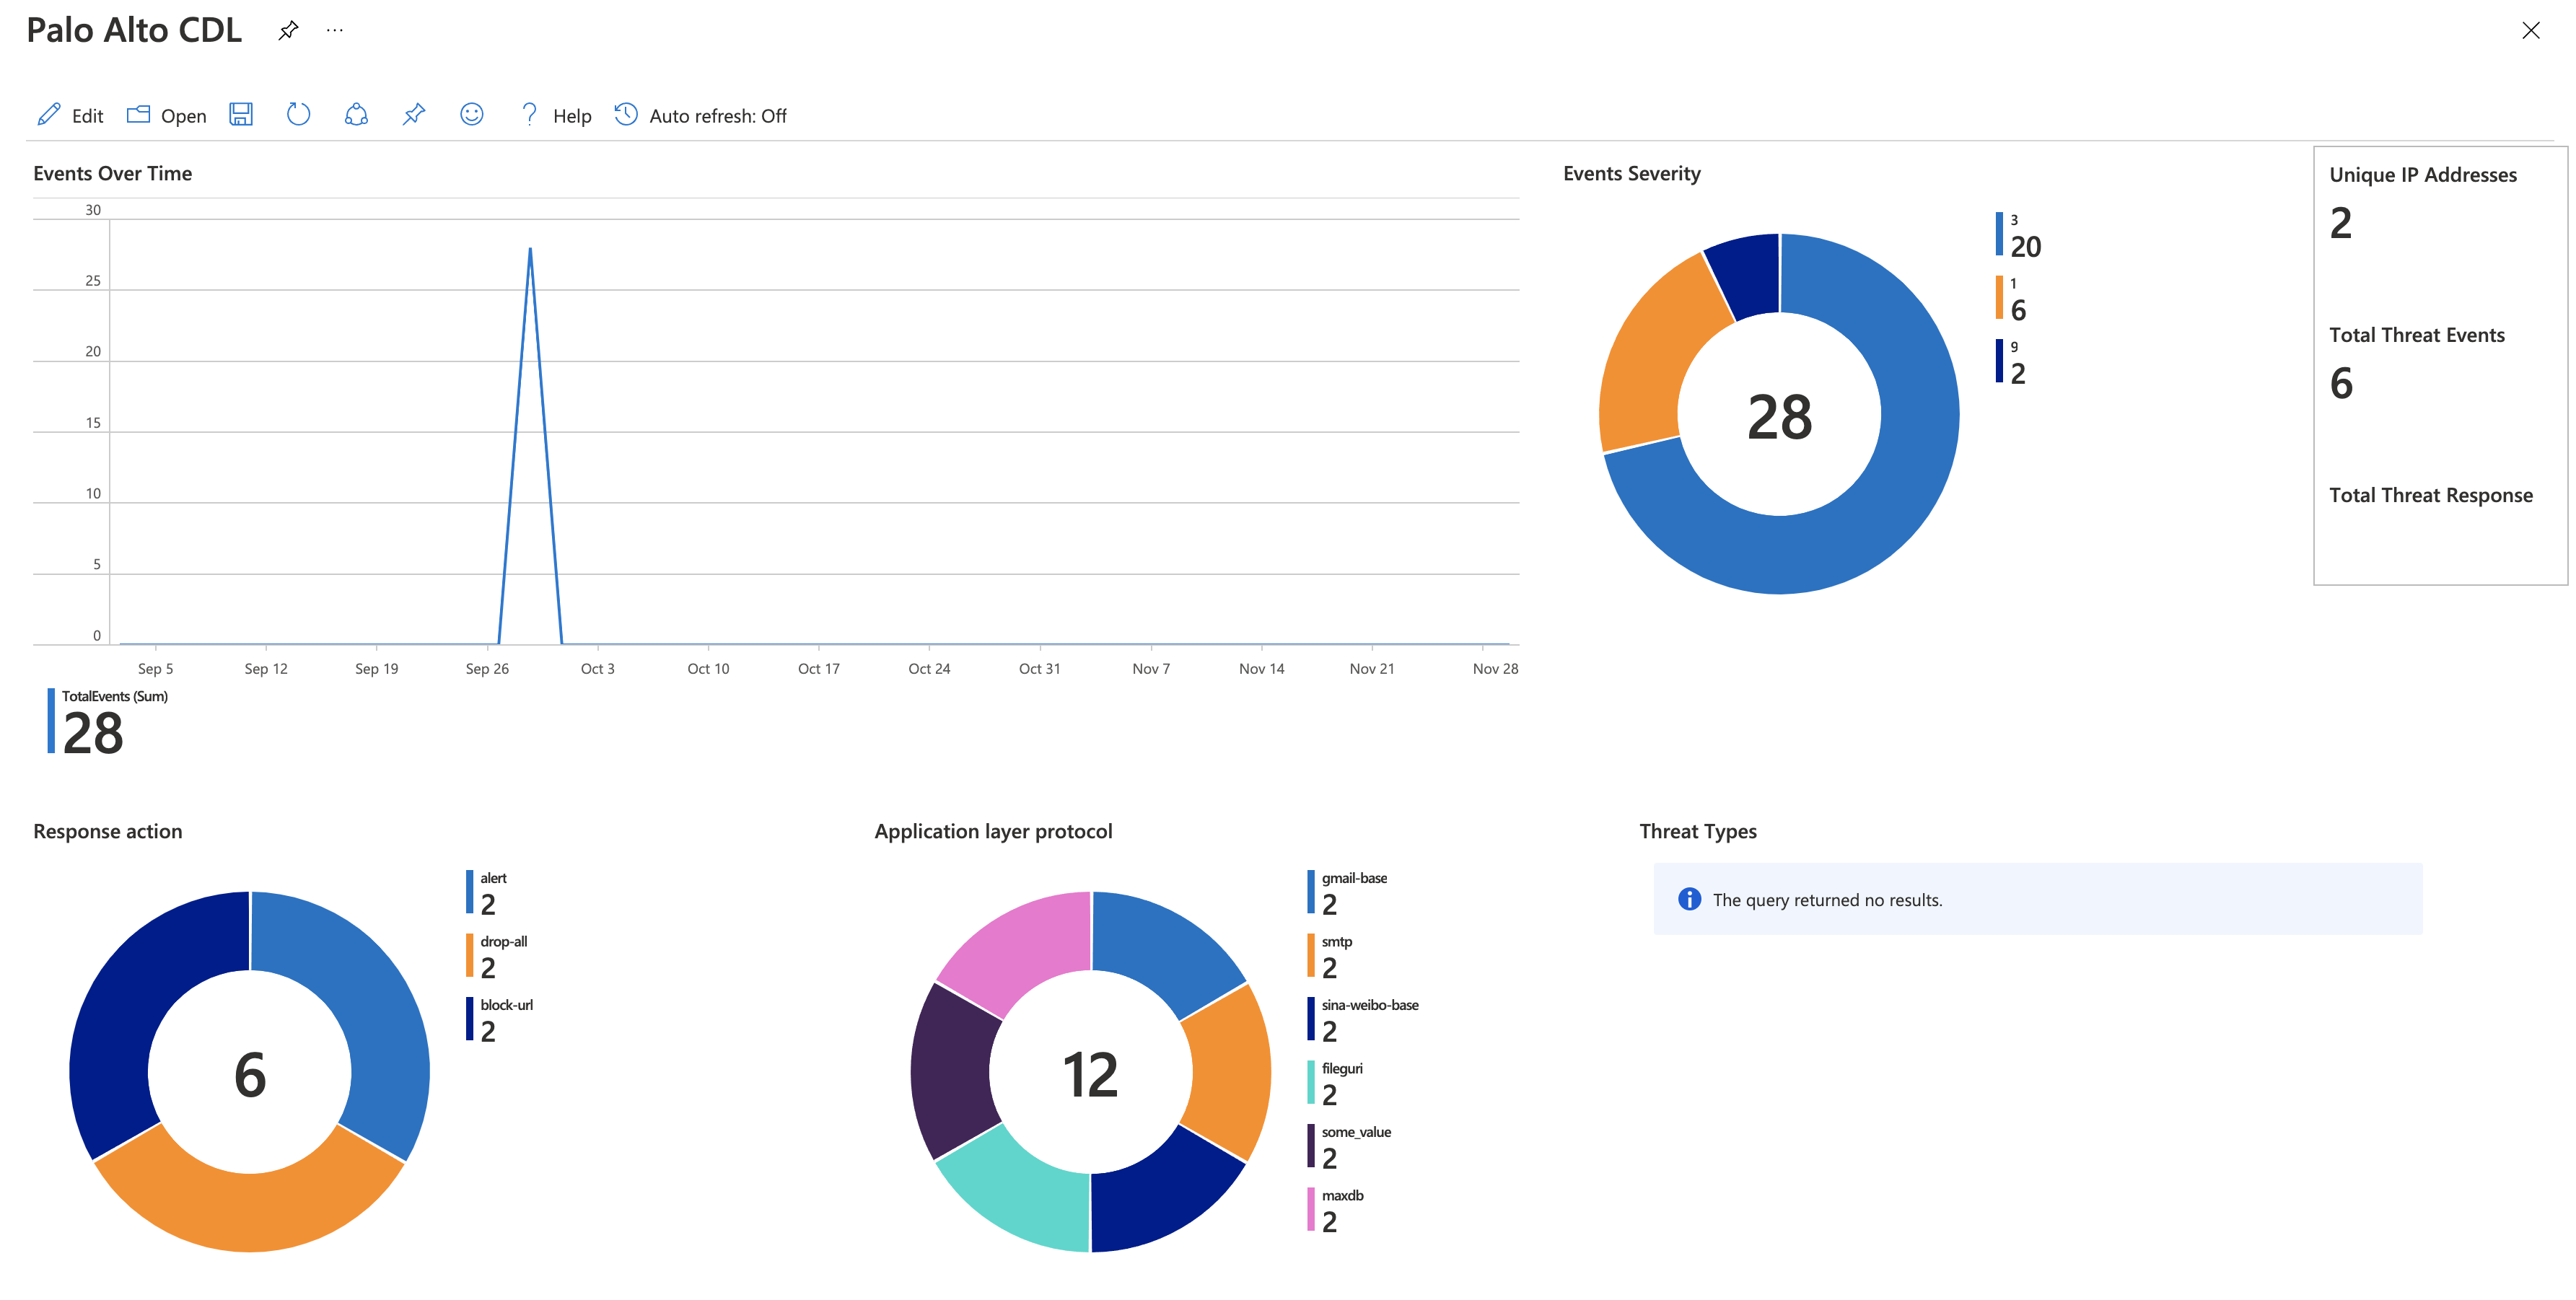 Palo Alto CDL
Edit Open Help Auto refresh: Off
Events Over Time
30
25
20
15
10
5
0
Sep 5 Sep 12 Sep 19 Sep 26 Oct 3 Oct 10 Oct 17 Oct 24 Oct 31 Nov 7 Nov 14 Nov 21 Nov 28
TotalEvents (Sum)
28
Events Severity
28
3
20
1
6
9
2
Unique IP Addresses
2
Total Threat Events
6
Total Threat Response
Response action
6
alert
2
drop-all
2
block-url
2
Application layer protocol
12
gmail-base
2
smtp
2
sina-weibo-base
2
fileguri
2
some_value
2
maxdb
2
Threat Types
The query returned no results.